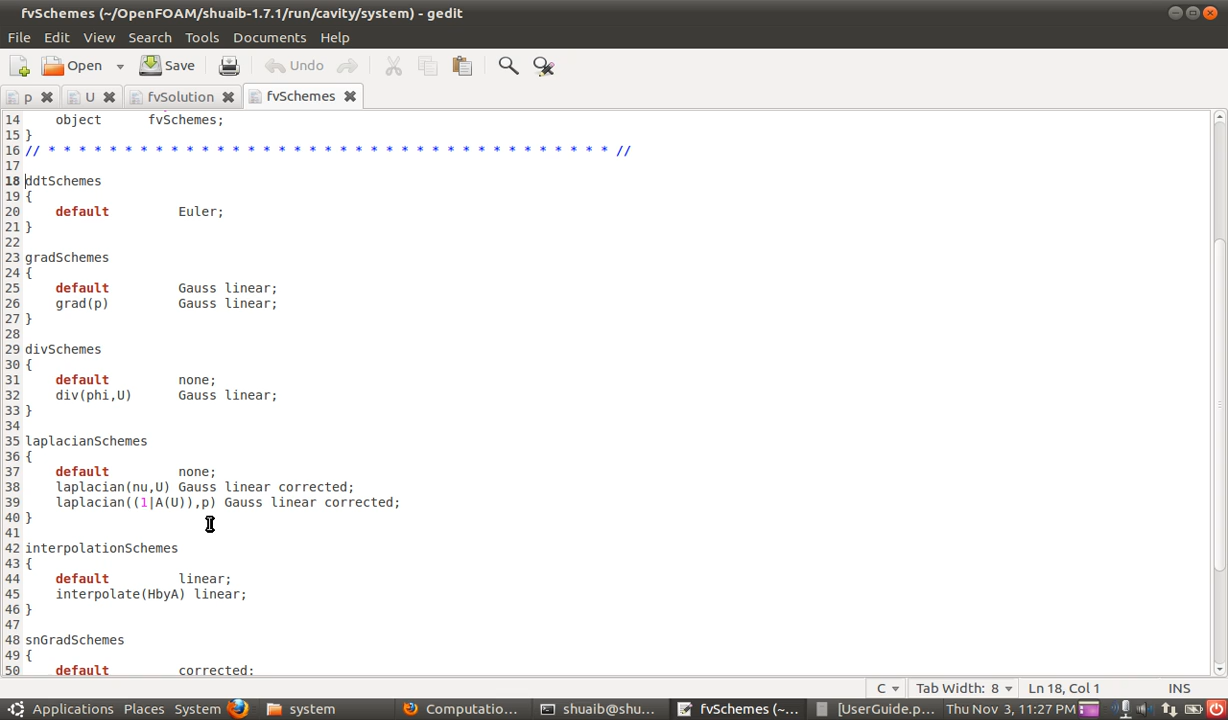 fvSchemes (~/OpenFOAM/shuaib-1.7.1/run/cavity/system) - gedit
File Edit View Search Tools Documents Help
Open Save Undo
p U fvSolution fvSchemes
14 object fvSchemes;
15 }
16 // * * * * * * * * * * * * * * * * * * * * * * * * * * * * * * * * * * * * * //
17
18 ddtSchemes
19 {
20 default Euler;
21 }
22
23 gradSchemes
24 {
25 default Gauss linear;
26 grad(p) Gauss linear;
27 }
28
29 divSchemes
30 {
31 default none;
32 div(phi,U) Gauss linear;
33 }
34
35 laplacianSchemes
36 {
37 default none;
38 laplacian(nu,U) Gauss linear corrected;
39 laplacian((1|A(U)),p) Gauss linear corrected;
40 }
41
42 interpolationSchemes
43 {
44 default linear;
45 interpolate(HbyA) linear;
46 }
47
48 snGradSchemes
49 {
50 default corrected;
C Tab Width: 8 Ln 18, Col 1 INS
Applications Places System system Computatio... shuaib@shu... fvSchemes (~... [UserGuide.p... Thu Nov 3, 11:27 PM